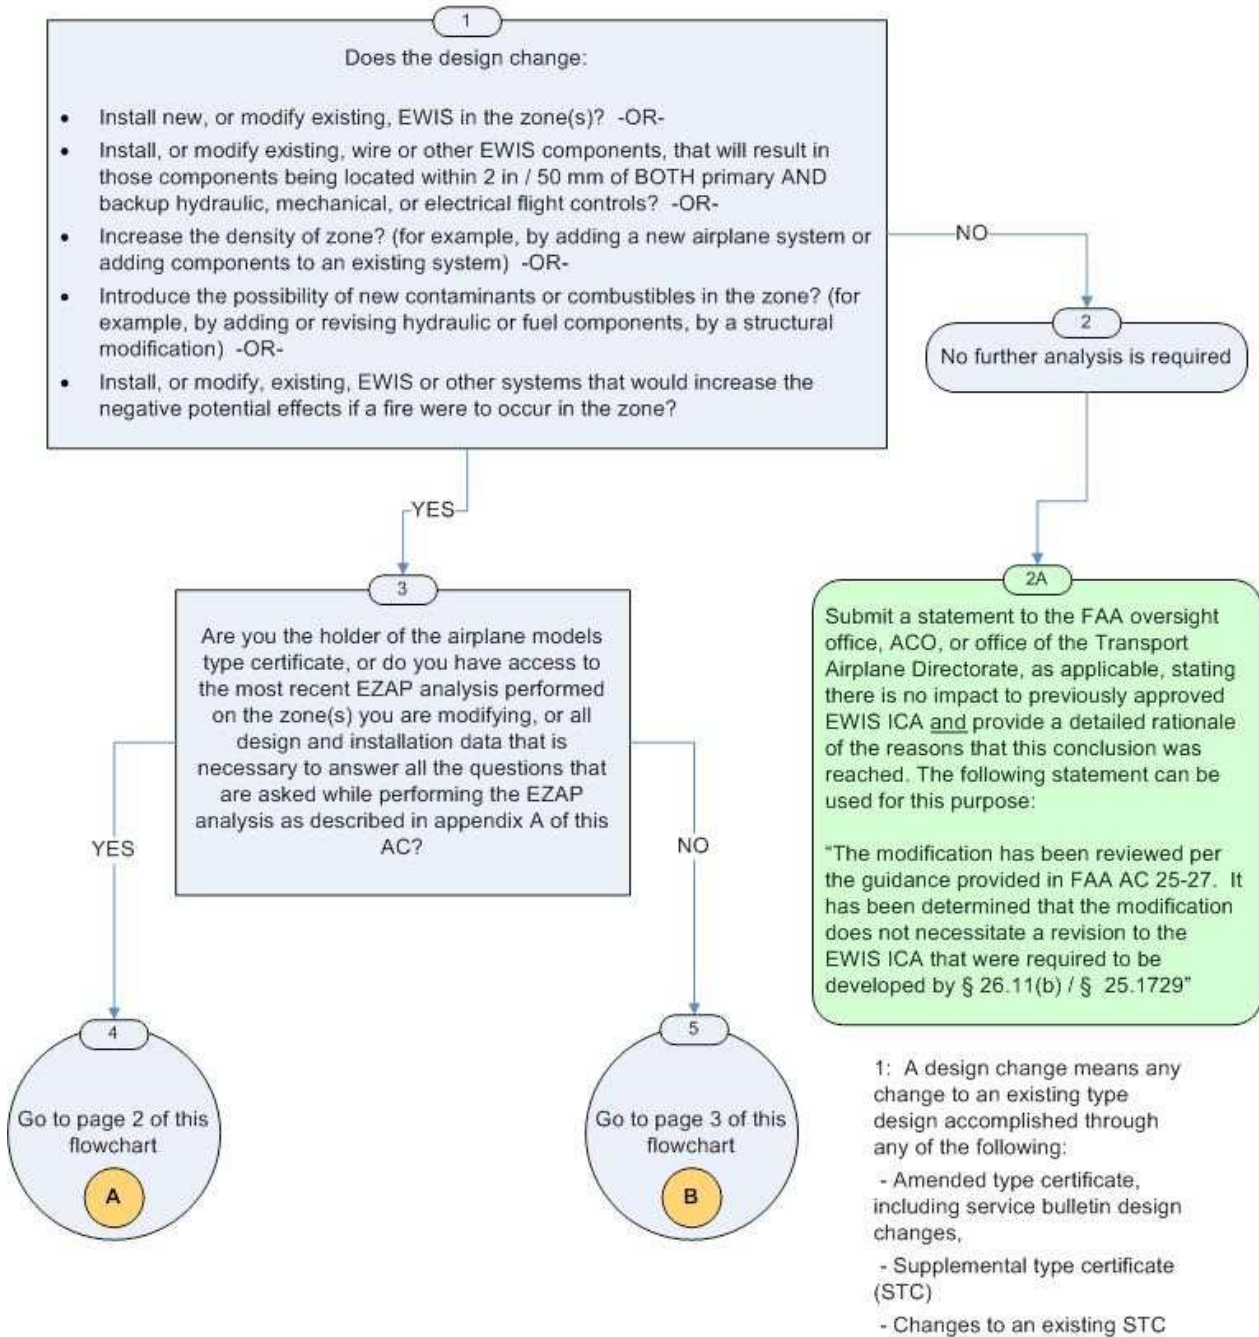 1
Does the design change:
• Install new, or modify existing, EWIS in the zone(s)? -OR-
• Install, or modify existing, wire or other EWIS components, that will result in
those components being located within 2 in / 50 mm of BOTH primary AND
backup hydraulic, mechanical, or electrical flight controls? -OR-
• Increase the density of zone? (for example, by adding a new airplane system or
adding components to an existing system) -OR-
• Introduce the possibility of new contaminants or combustibles in the zone? (for
example, by adding or revising hydraulic or fuel components, by a structural
modification) -OR-
• Install, or modify, existing, EWIS or other systems that would increase the
negative potential effects if a fire were to occur in the zone?
NO
2
No further analysis is required
YES
3
Are you the holder of the airplane models
type certificate, or do you have access to
the most recent EZAP analysis performed
on the zone(s) you are modifying, or all
design and installation data that is
necessary to answer all the questions that
are asked while performing the EZAP
analysis as described in appendix A of this
AC?
2A
Submit a statement to the FAA oversight
office, ACO, or office of the Transport
Airplane Directorate, as applicable, stating
there is no impact to previously approved
EWIS ICA and provide a detailed rationale
of the reasons that this conclusion was
reached. The following statement can be
used for this purpose:
“The modification has been reviewed per
the guidance provided in FAA AC 25-27. It
has been determined that the modification
does not necessitate a revision to the
EWIS ICA that were required to be
developed by § 26.11(b) / § 25.1729”
YES
NO
4
Go to page 2 of this
flowchart
A
5
Go to page 3 of this
flowchart
B
1: A design change means any
change to an existing type
design accomplished through
any of the following:
- Amended type certificate,
including service bulletin design
changes,
- Supplemental type certificate
(STC)
- Changes to an existing STC